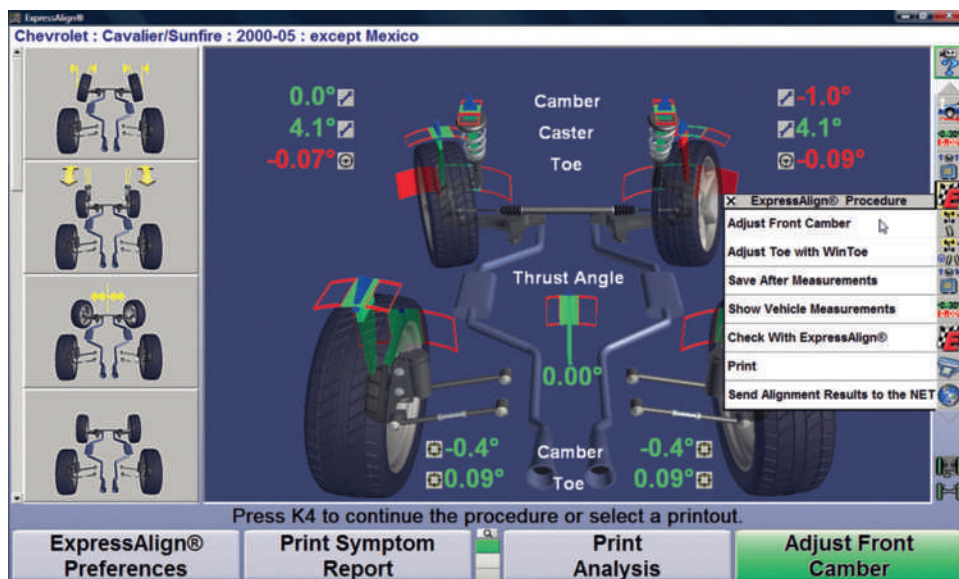 ExpressAlign®
Chevrolet : Cavalier/Sunfire : 2000-05 : except Mexico
0.0° Camber -1.0°
4.1° Caster 4.1°
-0.07° Toe -0.09°
X ExpressAlign® Procedure
Adjust Front Camber
Adjust Toe with WinToe
Save After Measurements
Show Vehicle Measurements
Check With ExpressAlign®
Print
Send Alignment Results to the NET
Thrust Angle
0.00°
-0.4° Camber -0.4°
0.09° Toe 0.09°
Press K4 to continue the procedure or select a printout.
ExpressAlign®
Preferences
Print Symptom
Report
Print
Analysis
Adjust Front
Camber